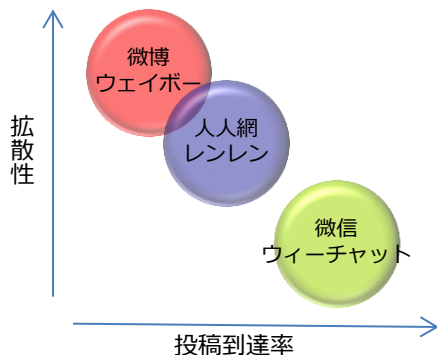 微博
ウェイボー
人人網
レンレン
微信
ウィーチャット
拡散性
投稿到達率